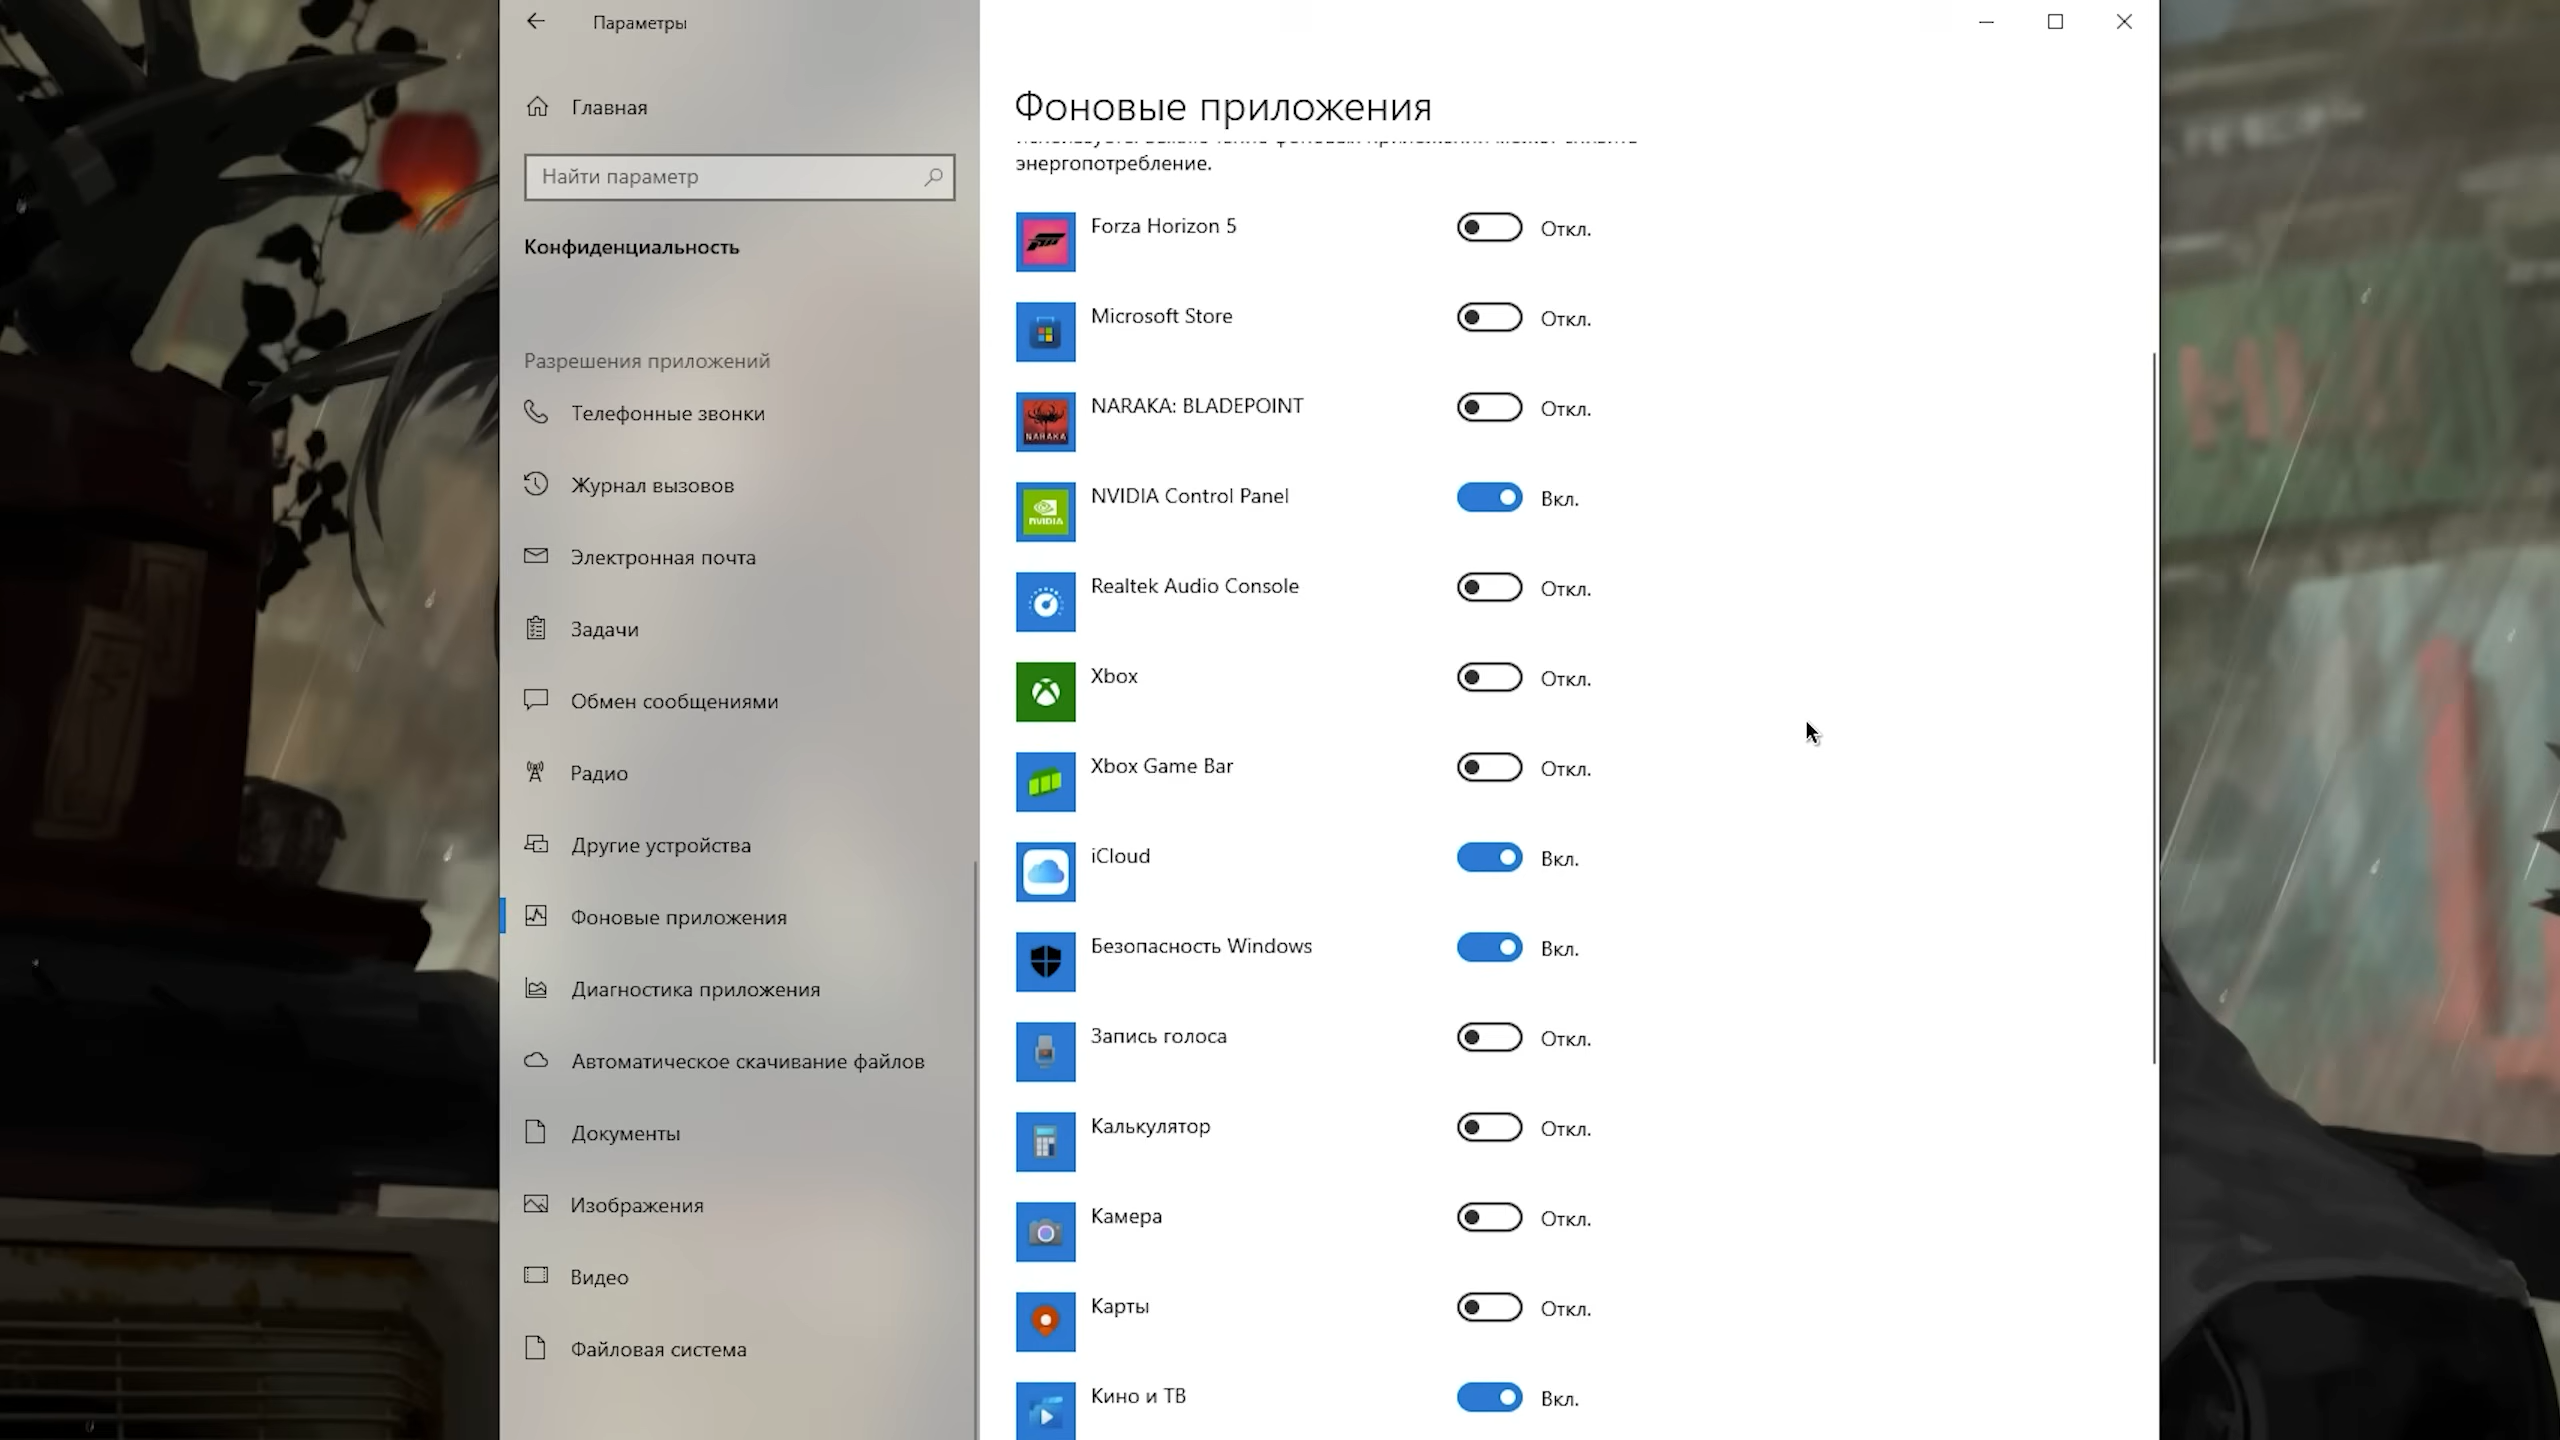 Параметры
Главная
Найти параметр
Конфиденциальность
Разрешения приложений
Телефонные звонки
Журнал вызовов
Электронная почта
Задачи
Обмен сообщениями
Радио
Другие устройства
Фоновые приложения
Диагностика приложения
Автоматическое скачивание файлов
Документы
Изображения
Видео
Файловая система
Фоновые приложения
энергопотребление.
Forza Horizon 5 Откл.
Microsoft Store Откл.
NARAKA
NARAKA: BLADEPOINT Откл.
NVIDIA
NVIDIA Control Panel Вкл.
Realtek Audio Console Откл.
Xbox Откл.
Xbox Game Bar Откл.
iCloud Вкл.
Безопасность Windows Вкл.
Запись голоса Откл.
Калькулятор Откл.
Камера Откл.
Карты Откл.
Кино и ТВ Вкл.